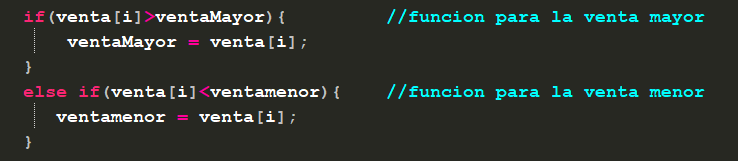 if(venta[i]>ventaMayor){ //funcion para la venta mayor
ventaMayor = venta[i];
}
else if(venta[i]<ventamenor){ //funcion para la venta menor
ventamenor = venta[i];
}